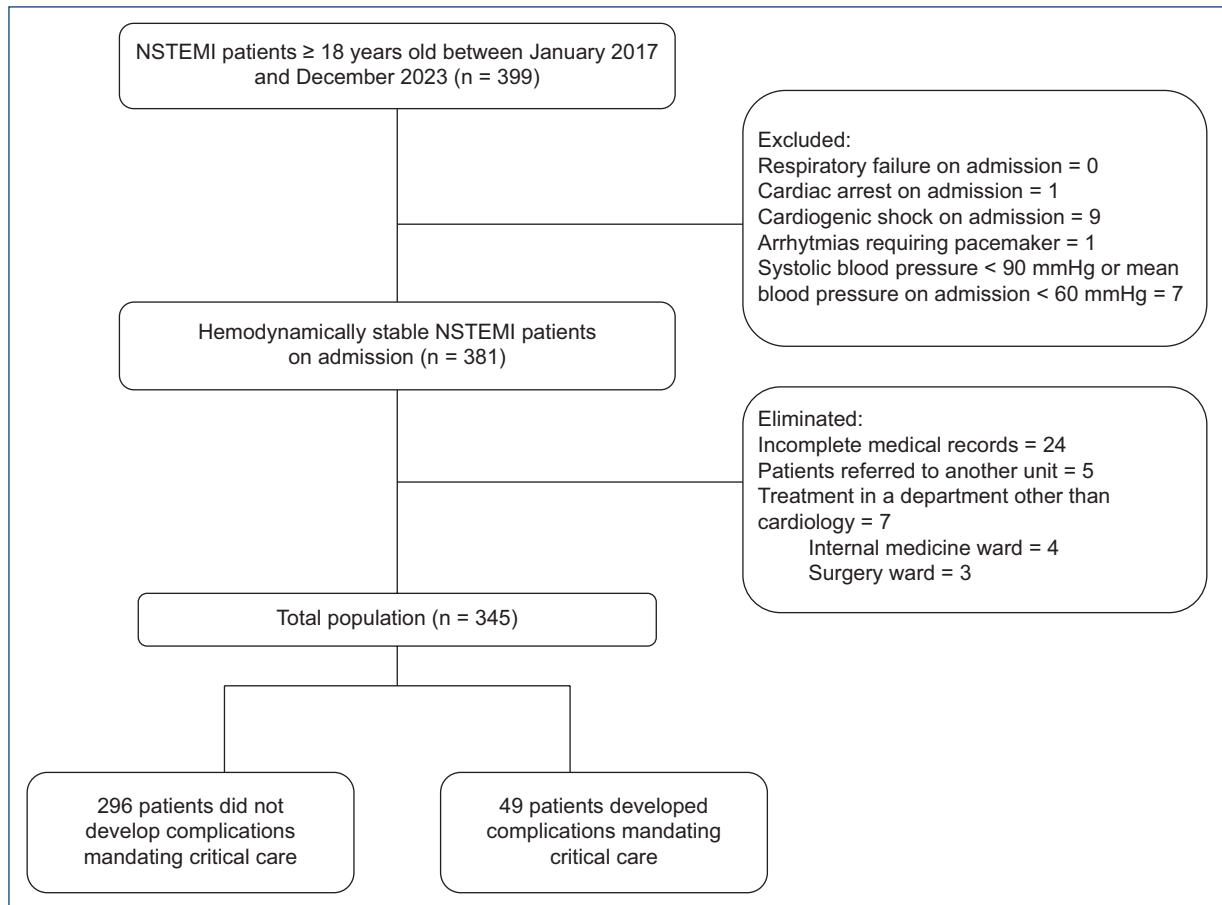 NSTEMI patients ≥ 18 years old between January 2017
and December 2023 (n = 399)
Excluded:
Respiratory failure on admission = 0
Cardiac arrest on admission = 1
Cardiogenic shock on admission = 9
Arrhytmias requiring pacemaker = 1
Systolic blood pressure < 90 mmHg or mean
blood pressure on admission < 60 mmHg = 7
Hemodynamically stable NSTEMI patients
on admission (n = 381)
Eliminated:
Incomplete medical records = 24
Patients referred to another unit = 5
Treatment in a department other than
cardiology = 7
Internal medicine ward = 4
Surgery ward = 3
Total population (n = 345)
296 patients did not
develop complications
mandating critical care
49 patients developed
complications mandating
critical care